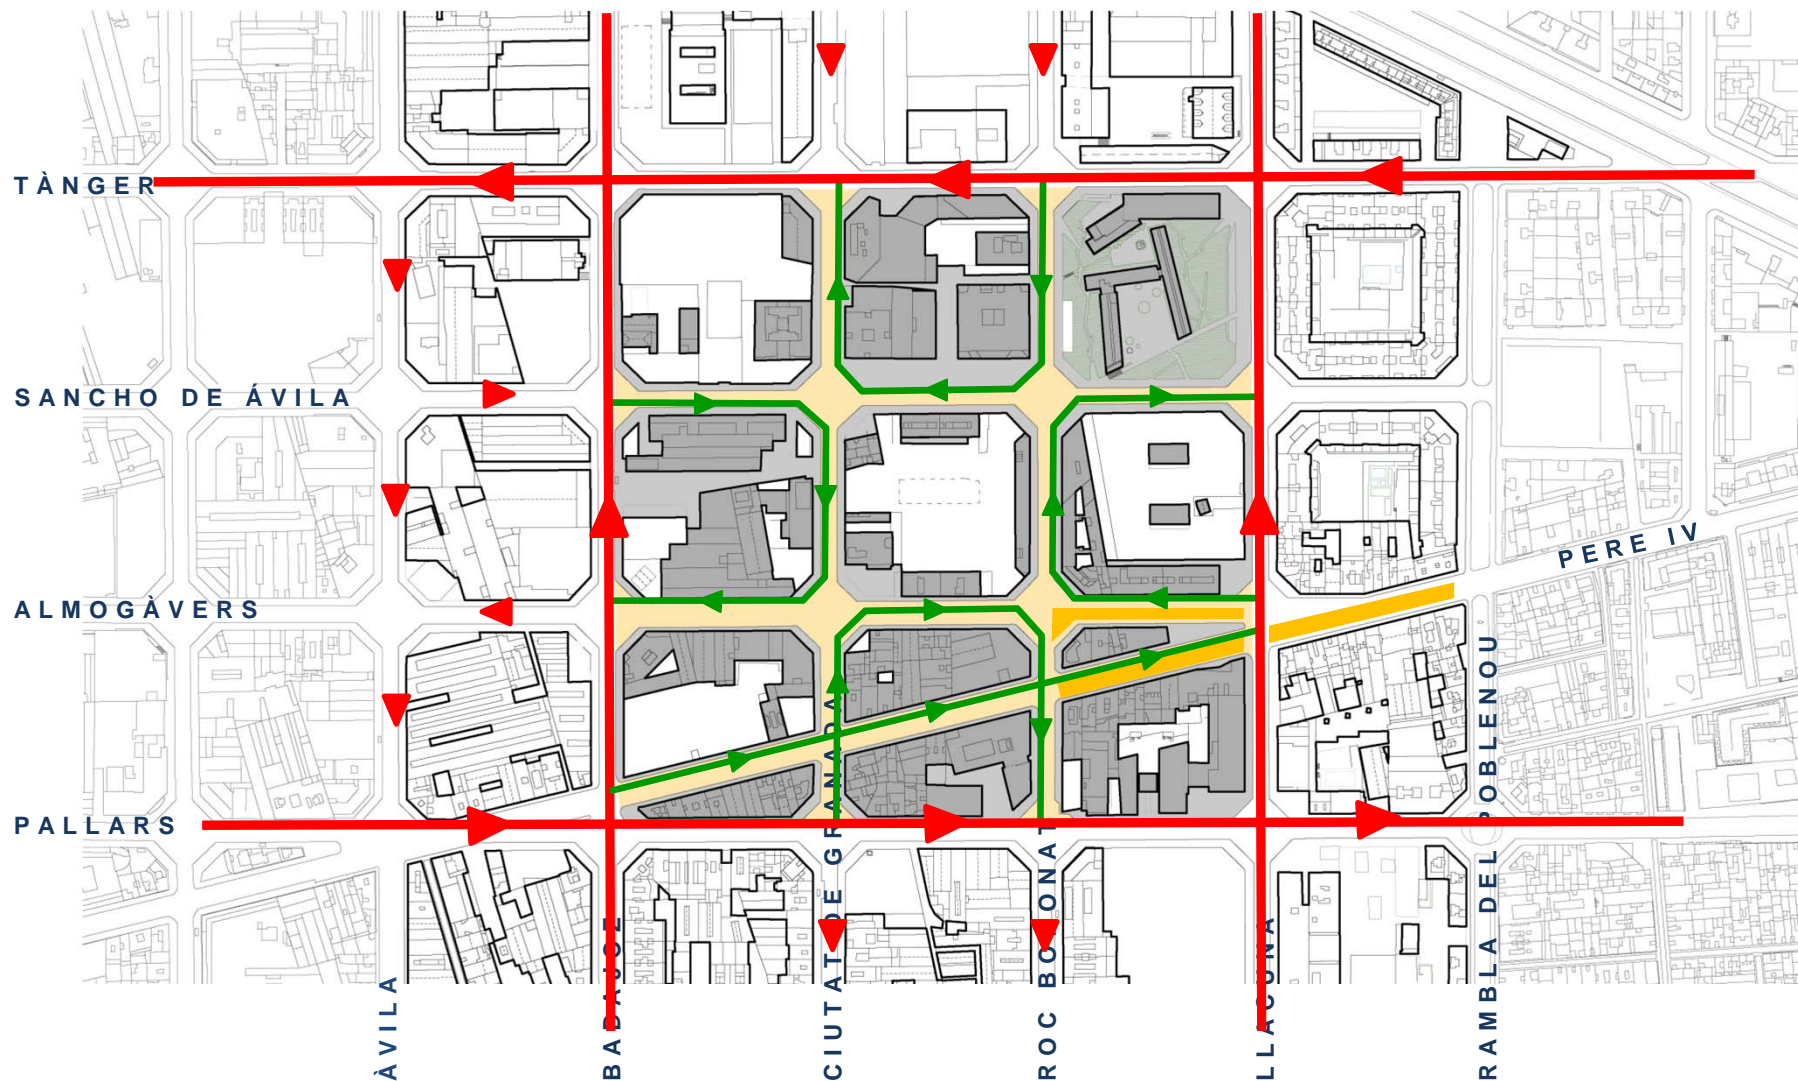 TÀNGER
SANCHO DE ÁVILA
ALMOGÀVERS
PALLARS
PERE IV
ÀVILA
BADAJOZ
CIUTAT DE GRANADA
ROC BORONAT
LLACUNA
RAMBLA DEL POBLENOU